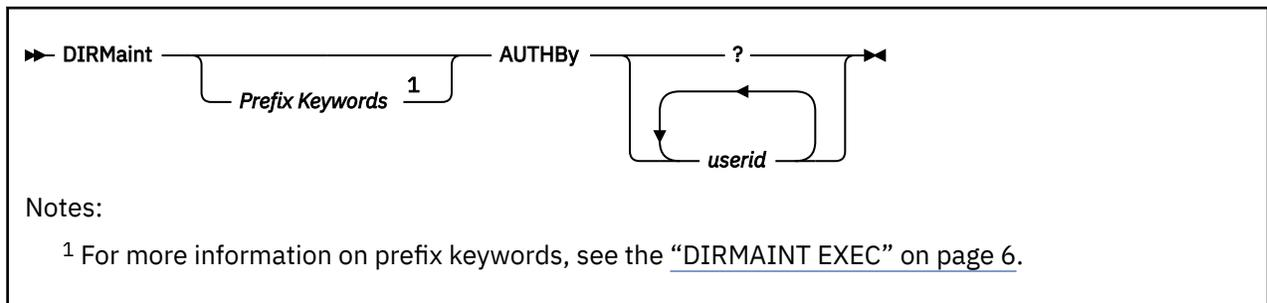 DIRMaint AUTHBy ?
Prefix Keywords 1
userid
Notes:
1 For more information on prefix keywords, see the “DIRMAINT EXEC” on page 6.